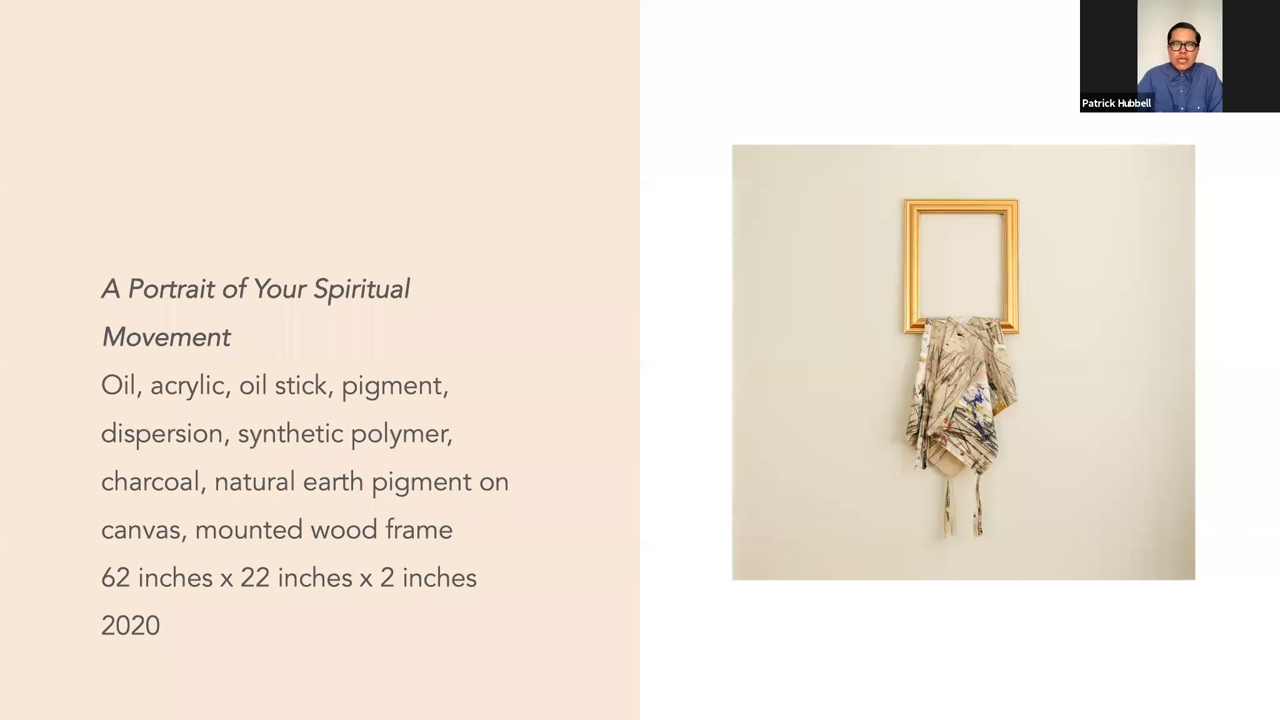 Patrick Hubbell
A Portrait of Your Spiritual
Movement
Oil, acrylic, oil stick, pigment,
dispersion, synthetic polymer,
charcoal, natural earth pigment on
canvas, mounted wood frame
62 inches x 22 inches x 2 inches
2020